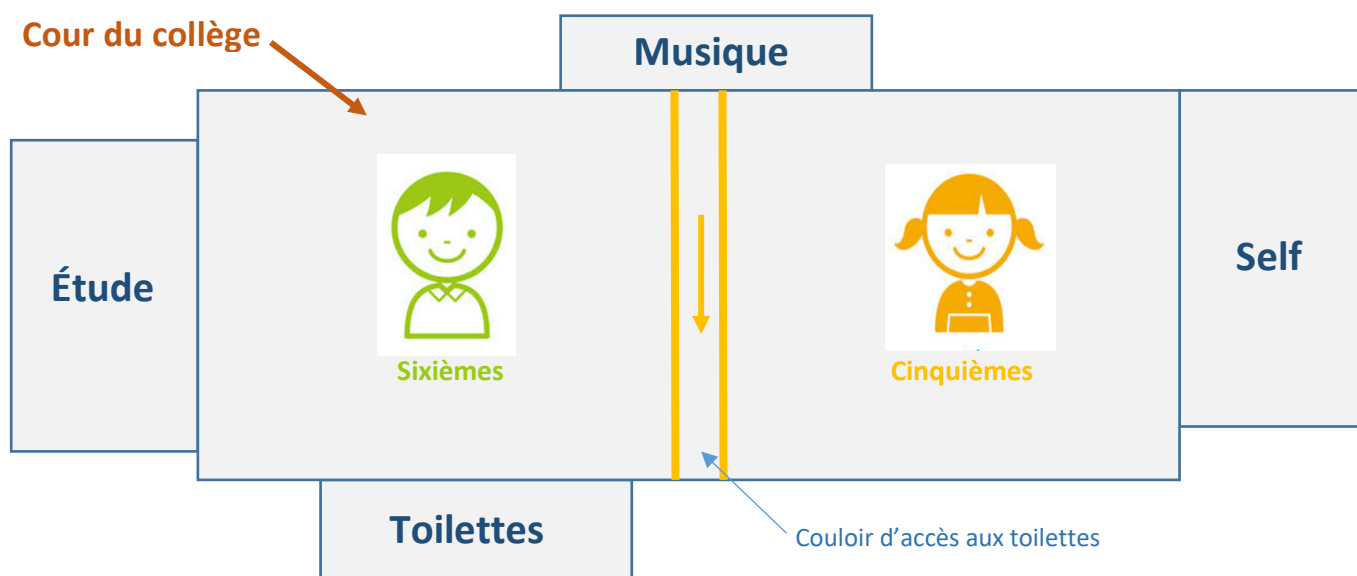 Cour du collège
Musique
Étude
Self
Sixièmes
Cinquièmes
Toilettes
Couloir d’accès aux toilettes